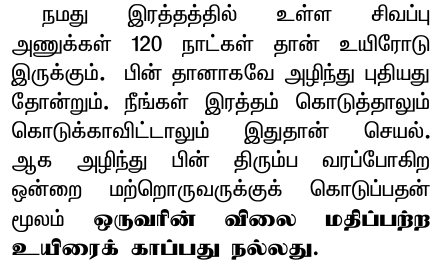 நமது இரத்தத்தில் உள்ள சிவப்பு
அணுக்கள் 120 நாட்கள் தான் உயிரோடு
இருக்கும். பின் தானாகவே அழிந்து புதியது
தோன்றும். நீங்கள் இரத்தம் கொடுத்தாலும்
கொடுக்காவிட்டாலும் இதுதான் செயல்.
ஆக அழிந்து பின் திரும்ப வரப்போகிற
ஒன்றை மற்றொருவருக்குக் கொடுப்பதன்
மூலம் ஒருவரின் விலை மதிப்பற்ற
உயிரைக் காப்பது நல்லது.